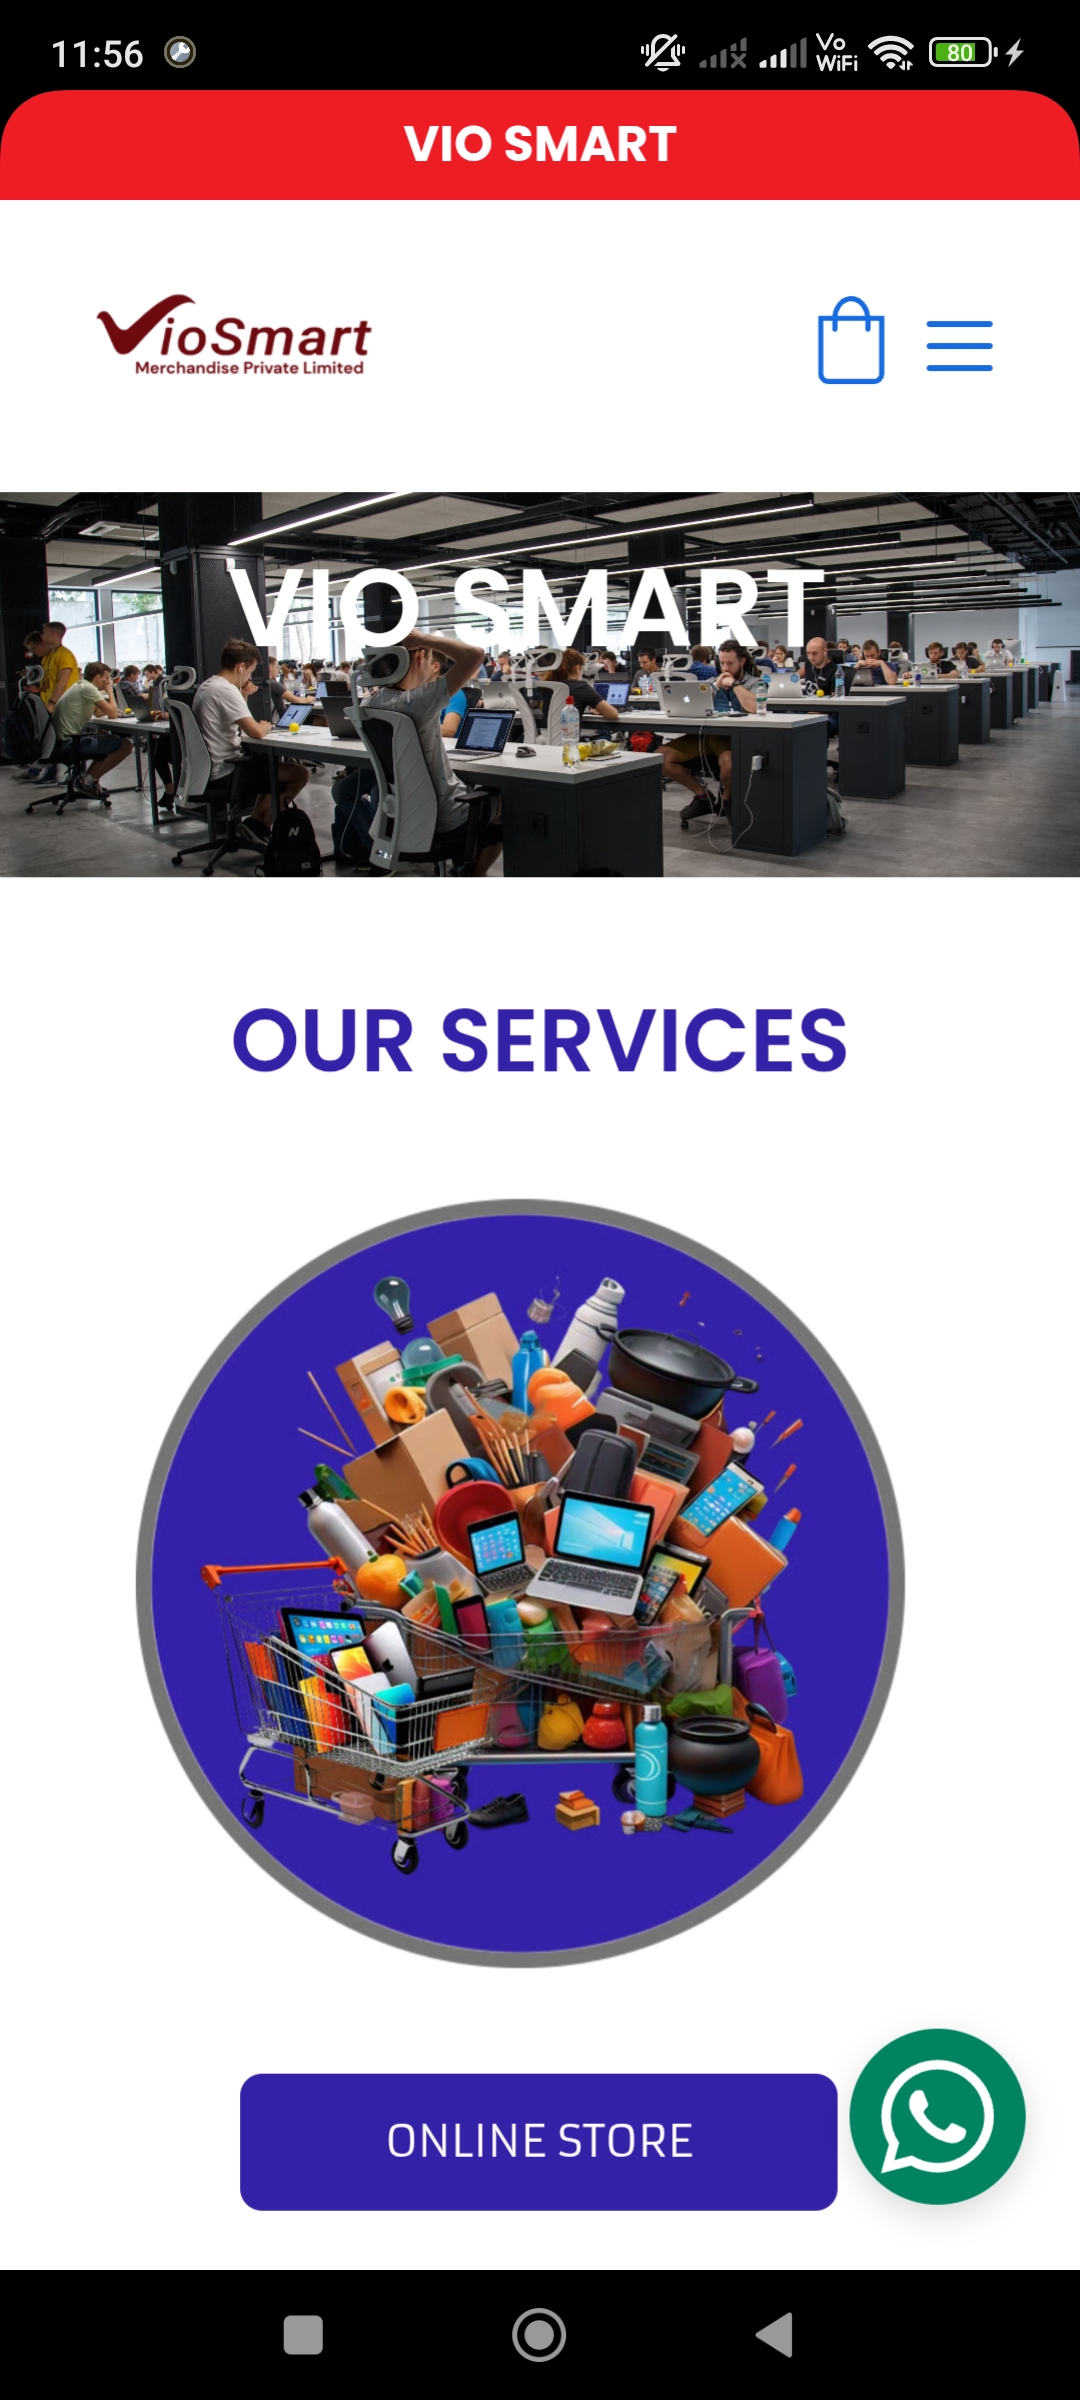 11:56
Vo
WiFi
80
VIO SMART
VioSmart
Merchandise Private Limited
VIO SMART
OUR SERVICES
ONLINE STORE